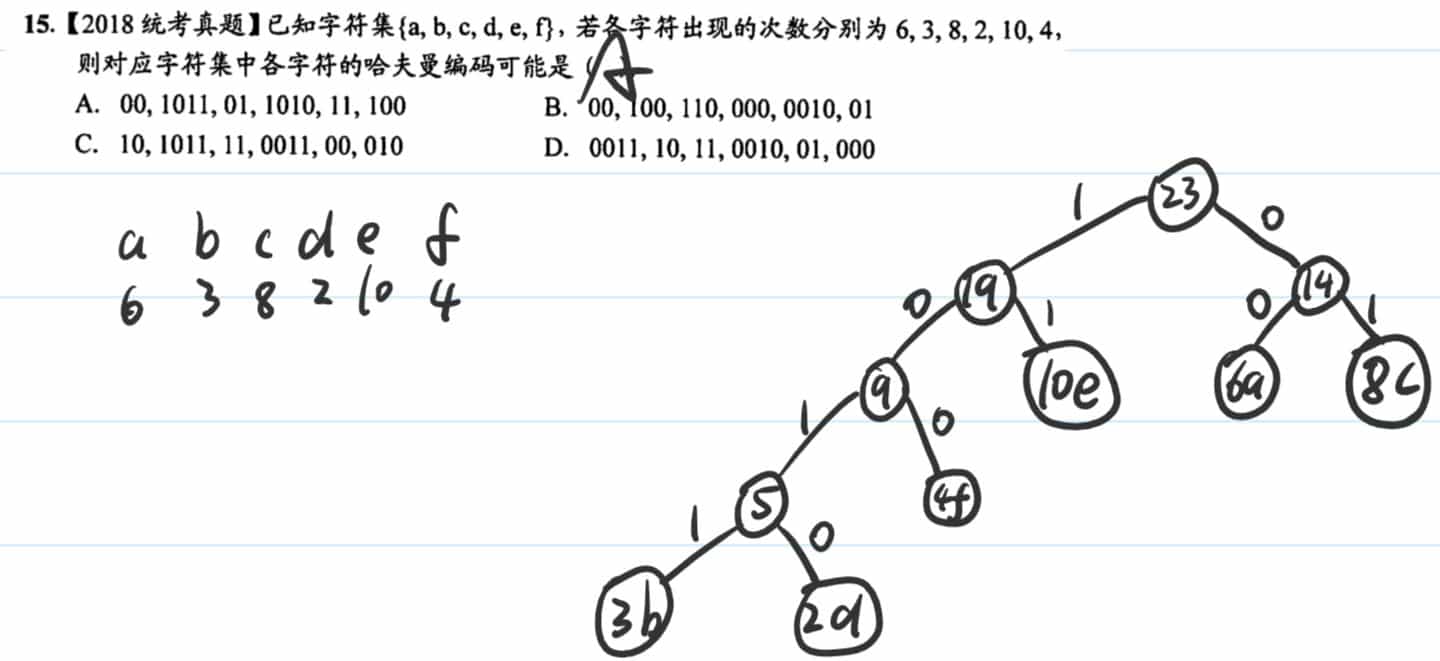 15.【2018 统考真题】已知字符集{a, b, c, d, e, f}，若各字符出现的次数分别为 6, 3, 8, 2, 10, 4,
则对应字符集中各字符的哈夫曼编码可能是 ( A
A. 00, 1011, 01, 1010, 11, 100 B. 00, 100, 110, 000, 0010, 01
C. 10, 1011, 11, 0011, 00, 010 D. 0011, 10, 11, 0010, 01, 000
a b c d e f
6 3 8 2 10 4
23
1 0
19 14
0 1 0 1
9 10e 6a 8c
1 0
5 4f
1 0
3b 2d